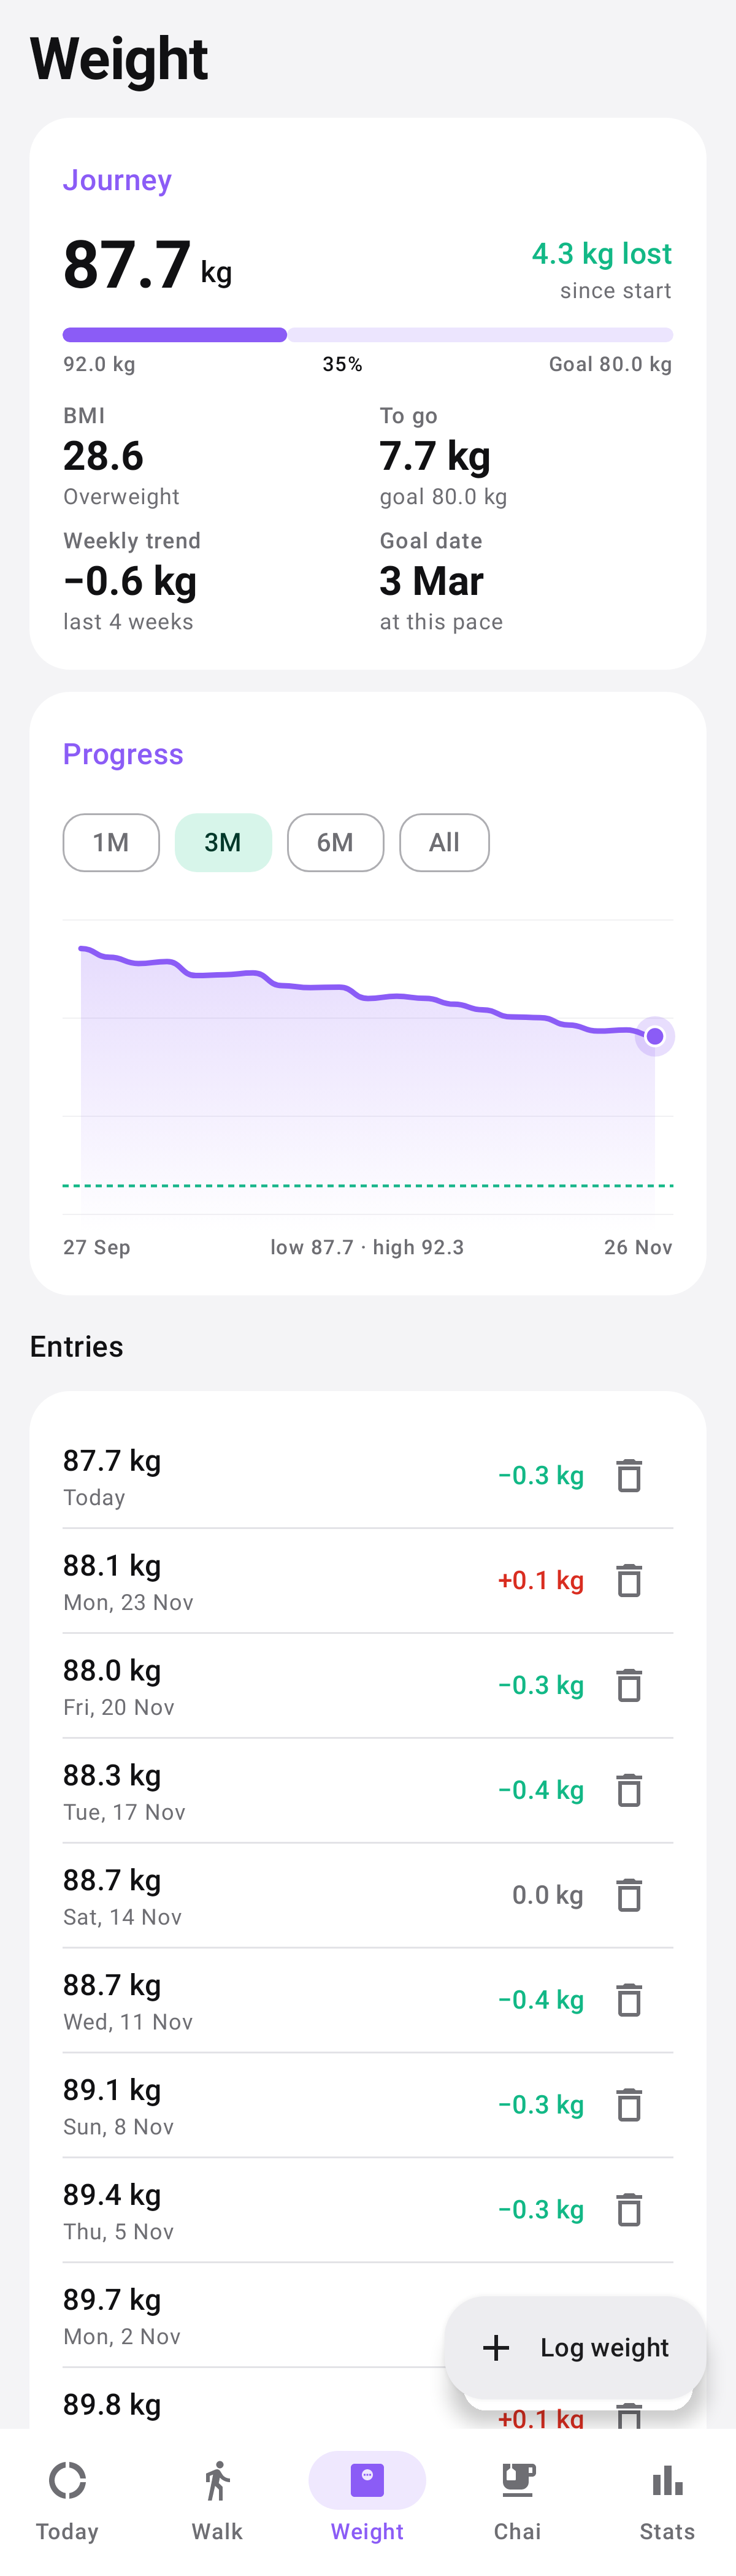 Weight
Journey
87.7 kg
4.3 kg lost
since start
92.0 kg
35%
Goal 80.0 kg
BMI
28.6
Overweight
To go
7.7 kg
goal 80.0 kg
Weekly trend
−0.6 kg
last 4 weeks
Goal date
3 Mar
at this pace
Progress
1M
3M
6M
All
27 Sep
low 87.7 · high 92.3
26 Nov
Entries
87.7 kg
Today
−0.3 kg
88.1 kg
Mon, 23 Nov
+0.1 kg
88.0 kg
Fri, 20 Nov
−0.3 kg
88.3 kg
Tue, 17 Nov
−0.4 kg
88.7 kg
Sat, 14 Nov
0.0 kg
88.7 kg
Wed, 11 Nov
−0.4 kg
89.1 kg
Sun, 8 Nov
−0.3 kg
89.4 kg
Thu, 5 Nov
−0.3 kg
89.7 kg
Mon, 2 Nov
Log weight
89.8 kg
+0.1 kg
Today
Walk
Weight
Chai
Stats